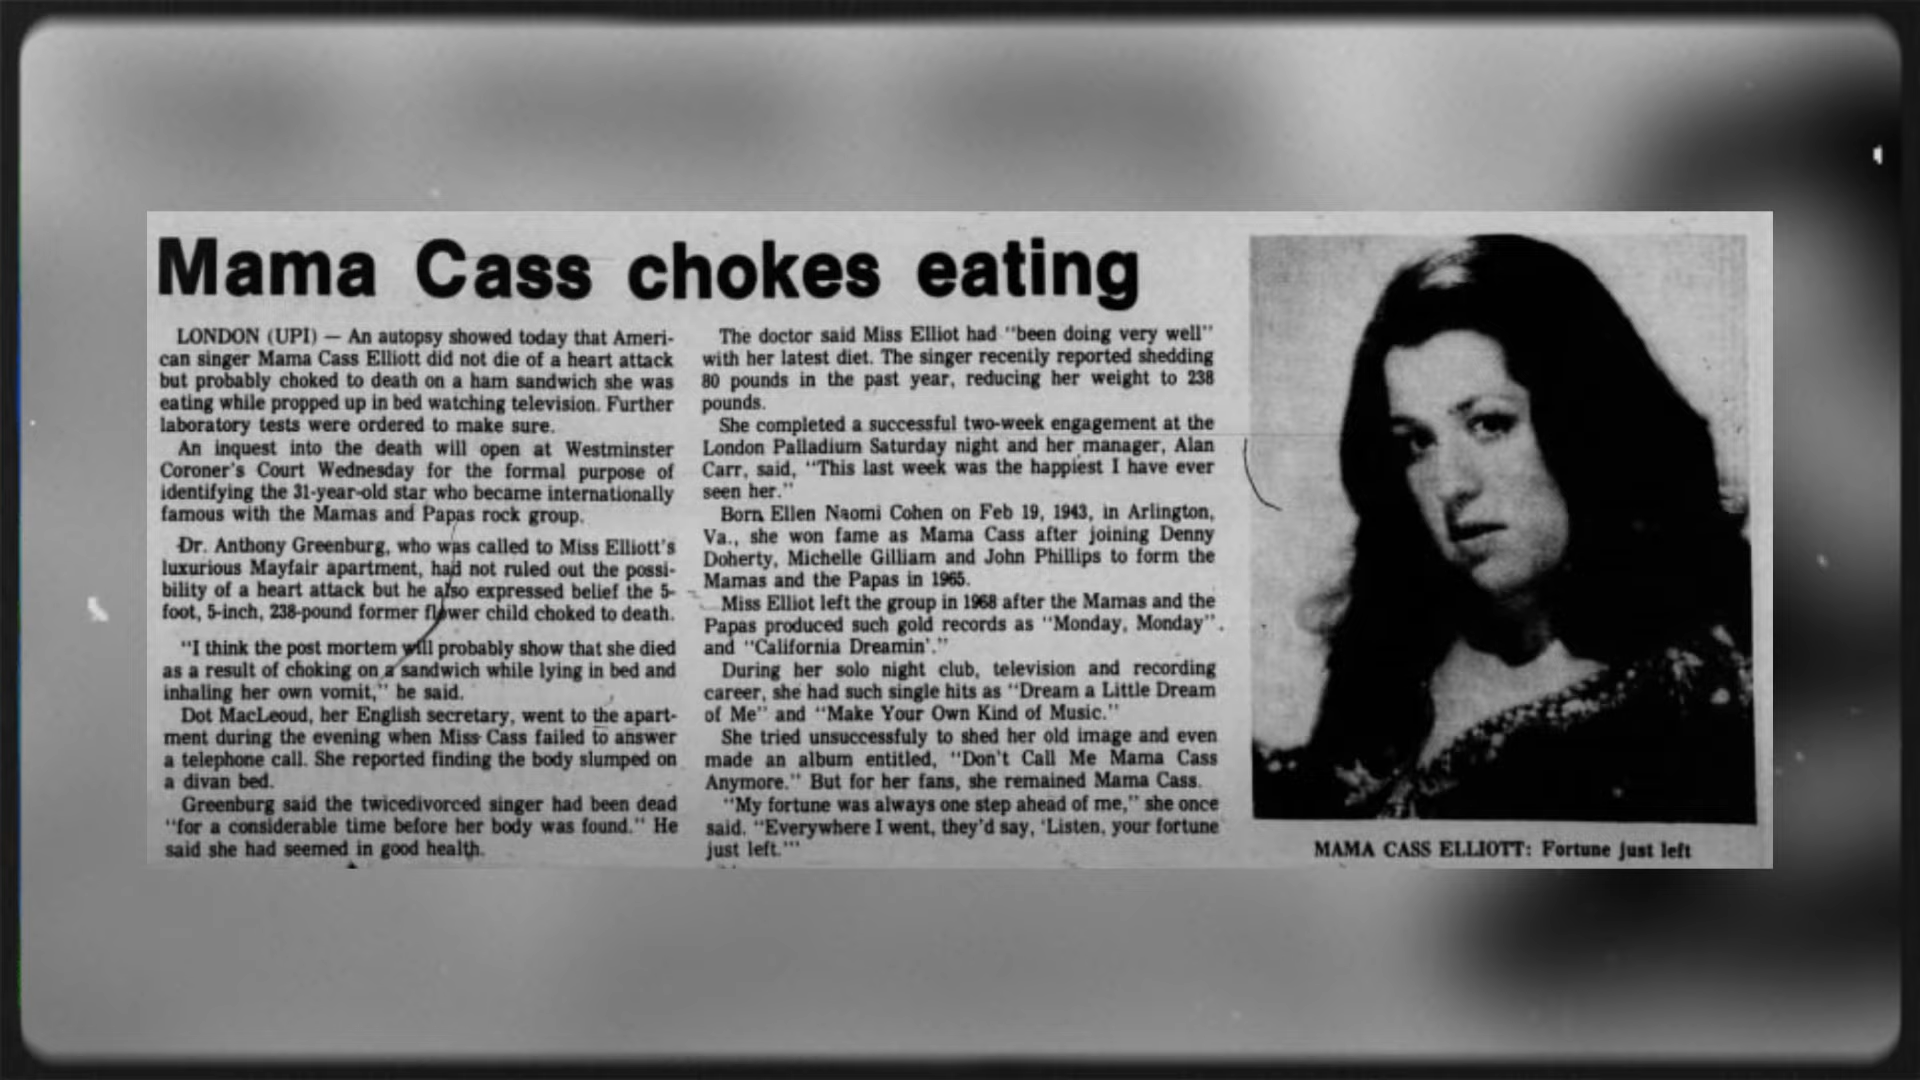 Mama Cass chokes eating
LONDON (UPI) — An autopsy showed today that Ameri-
can singer Mama Cass Elliott did not die of a heart attack
but probably choked to death on a ham sandwich she was
eating while propped up in bed watching television. Further
laboratory tests were ordered to make sure.
An inquest into the death will open at Westminster
Coroner's Court Wednesday for the formal purpose of
identifying the 31-year-old star who became internationally
famous with the Mamas and Papas rock group.
Dr. Anthony Greenburg, who was called to Miss Elliott's
luxurious Mayfair apartment, had not ruled out the possi-
bility of a heart attack but he also expressed belief the 5-
foot, 5-inch, 238-pound former flower child choked to death.
"I think the post mortem will probably show that she died
as a result of choking on a sandwich while lying in bed and
inhaling her own vomit," he said.
Dot MacLeoud, her English secretary, went to the apart-
ment during the evening when Miss Cass failed to answer
a telephone call. She reported finding the body slumped on
a divan bed.
Greenburg said the twicedivorced singer had been dead
"for a considerable time before her body was found." He
said she had seemed in good health.
The doctor said Miss Elliot had "been doing very well"
with her latest diet. The singer recently reported shedding
80 pounds in the past year, reducing her weight to 238
pounds.
She completed a successful two-week engagement at the
London Palladium Saturday night and her manager, Alan
Carr, said, "This last week was the happiest I have ever
seen her."
Born Ellen Naomi Cohen on Feb 19, 1943, in Arlington,
Va., she won fame as Mama Cass after joining Denny
Doherty, Michelle Gilliam and John Phillips to form the
Mamas and the Papas in 1965.
Miss Elliot left the group in 1968 after the Mamas and the
Papas produced such gold records as "Monday, Monday".
and "California Dreamin'."
During her solo night club, television and recording
career, she had such single hits as "Dream a Little Dream
of Me" and "Make Your Own Kind of Music."
She tried unsuccessfuly to shed her old image and even
made an album entitled, "Don't Call Me Mama Cass
Anymore." But for her fans, she remained Mama Cass.
"My fortune was always one step ahead of me," she once
said. "Everywhere I went, they'd say, 'Listen, your fortune
just left.'"
MAMA CASS ELLIOTT: Fortune just left